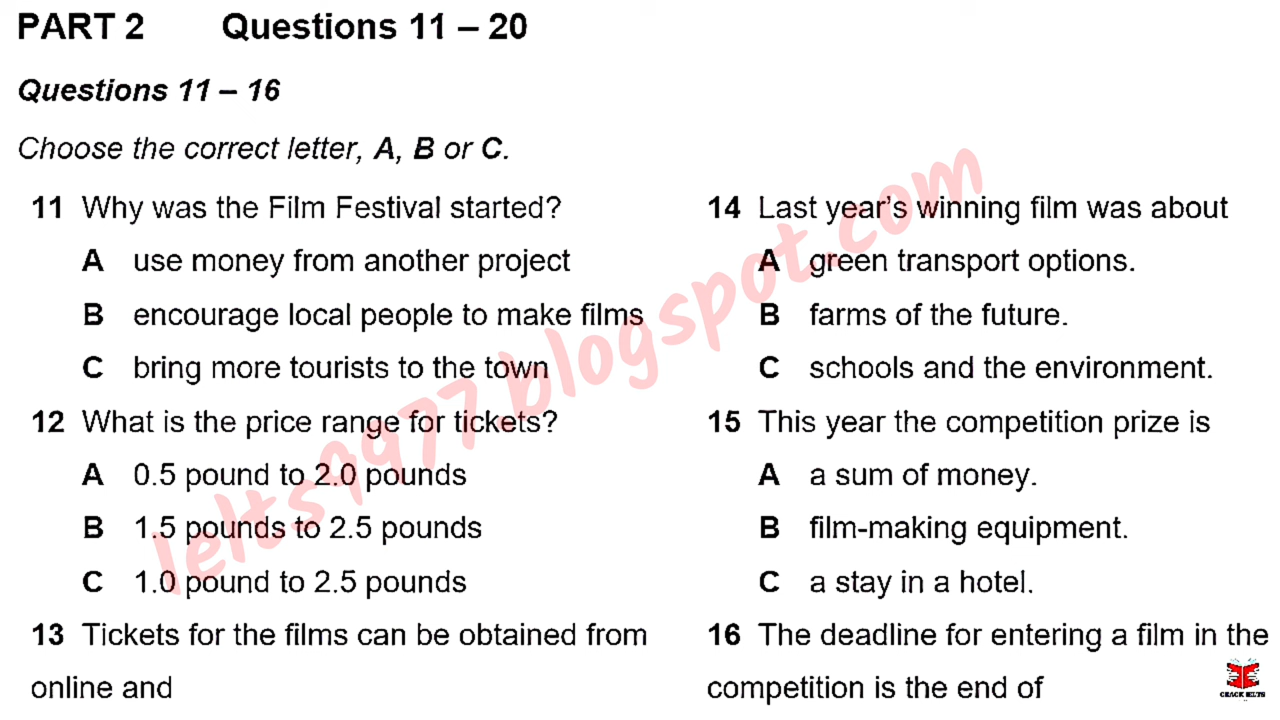 PART 2 Questions 11 – 20
Questions 11 – 16
Choose the correct letter, A, B or C.
11 Why was the Film Festival started?
A use money from another project
B encourage local people to make films
C bring more tourists to the town
12 What is the price range for tickets?
A 0.5 pound to 2.0 pounds
B 1.5 pounds to 2.5 pounds
C 1.0 pound to 2.5 pounds
13 Tickets for the films can be obtained from
online and
14 Last year's winning film was about
A green transport options.
B farms of the future.
C schools and the environment.
15 This year the competition prize is
A a sum of money.
B film-making equipment.
C a stay in a hotel.
16 The deadline for entering a film in the
competition is the end of
Ielts9977.blogspot.com
CRACK IELTS